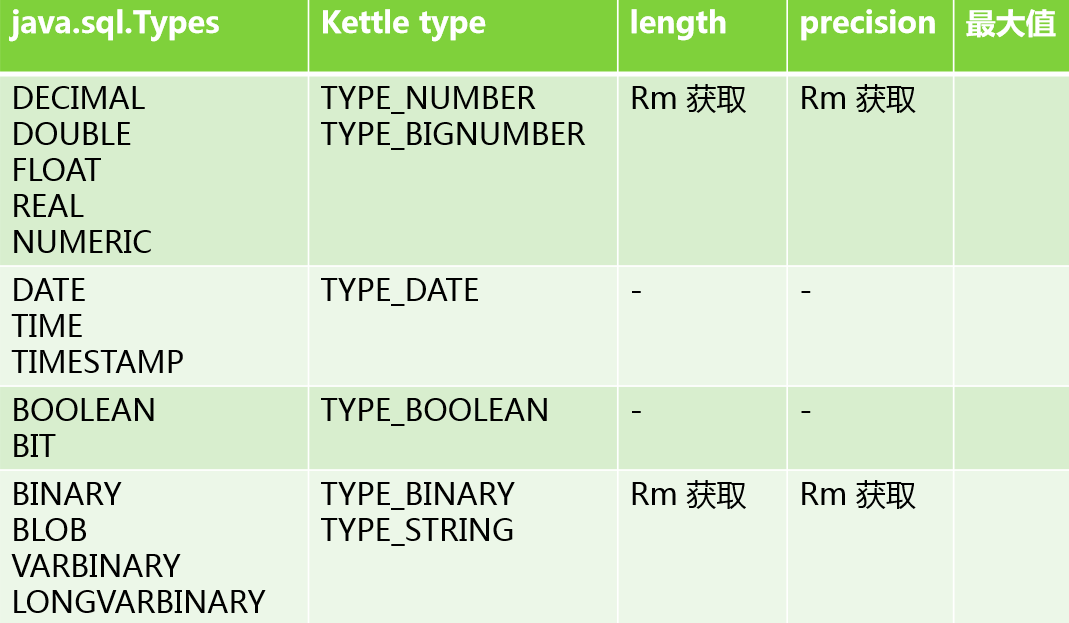 java.sql.Types Kettle type length precision 最大值
DECIMAL TYPE_NUMBER Rm 获取 Rm 获取
DOUBLE TYPE_BIGNUMBER
FLOAT
REAL
NUMERIC
DATE TYPE_DATE - -
TIME
TIMESTAMP
BOOLEAN TYPE_BOOLEAN - -
BIT
BINARY TYPE_BINARY Rm 获取 Rm 获取
BLOB TYPE_STRING
VARBINARY
LONGVARBINARY